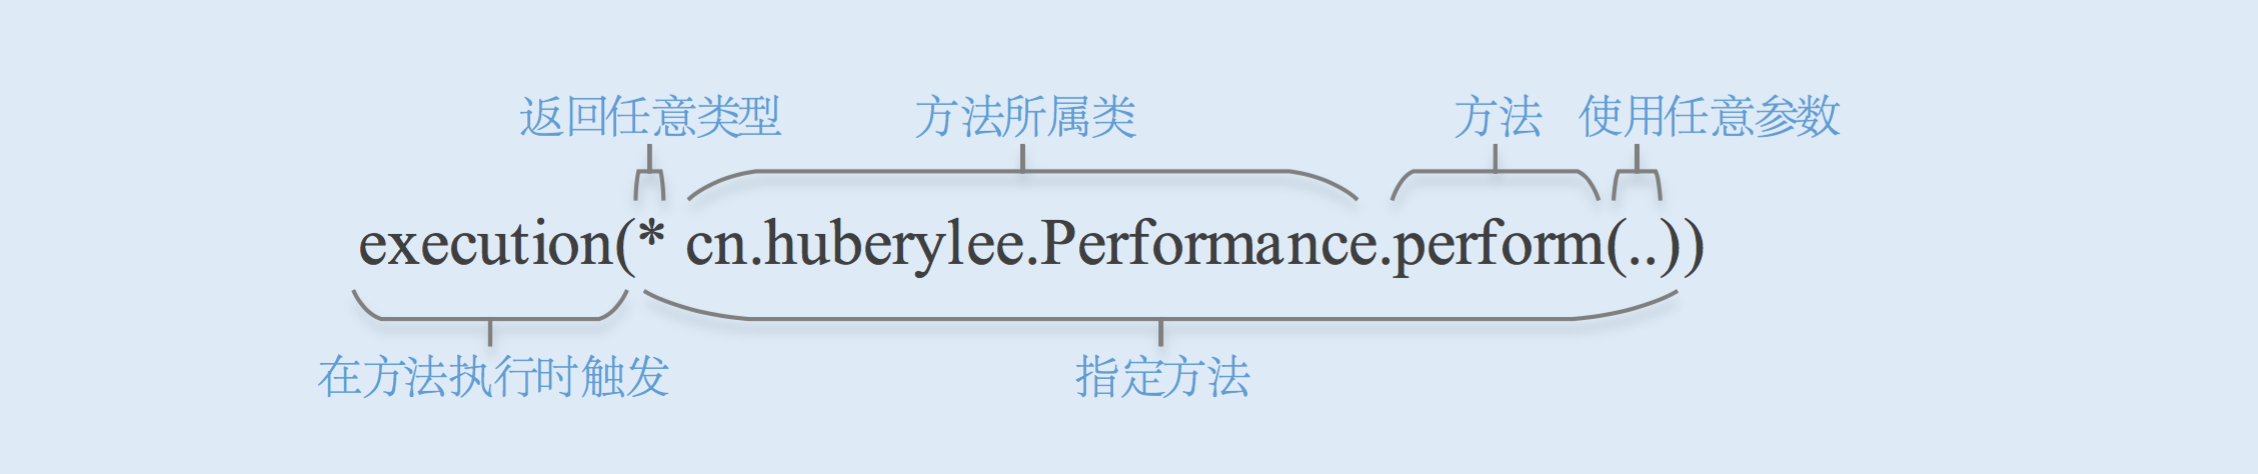 返回任意类型 方法所属类 方法 使用任意参数
execution(* cn.huberylee.Performance.perform(..))
在方法执行时触发 指定方法